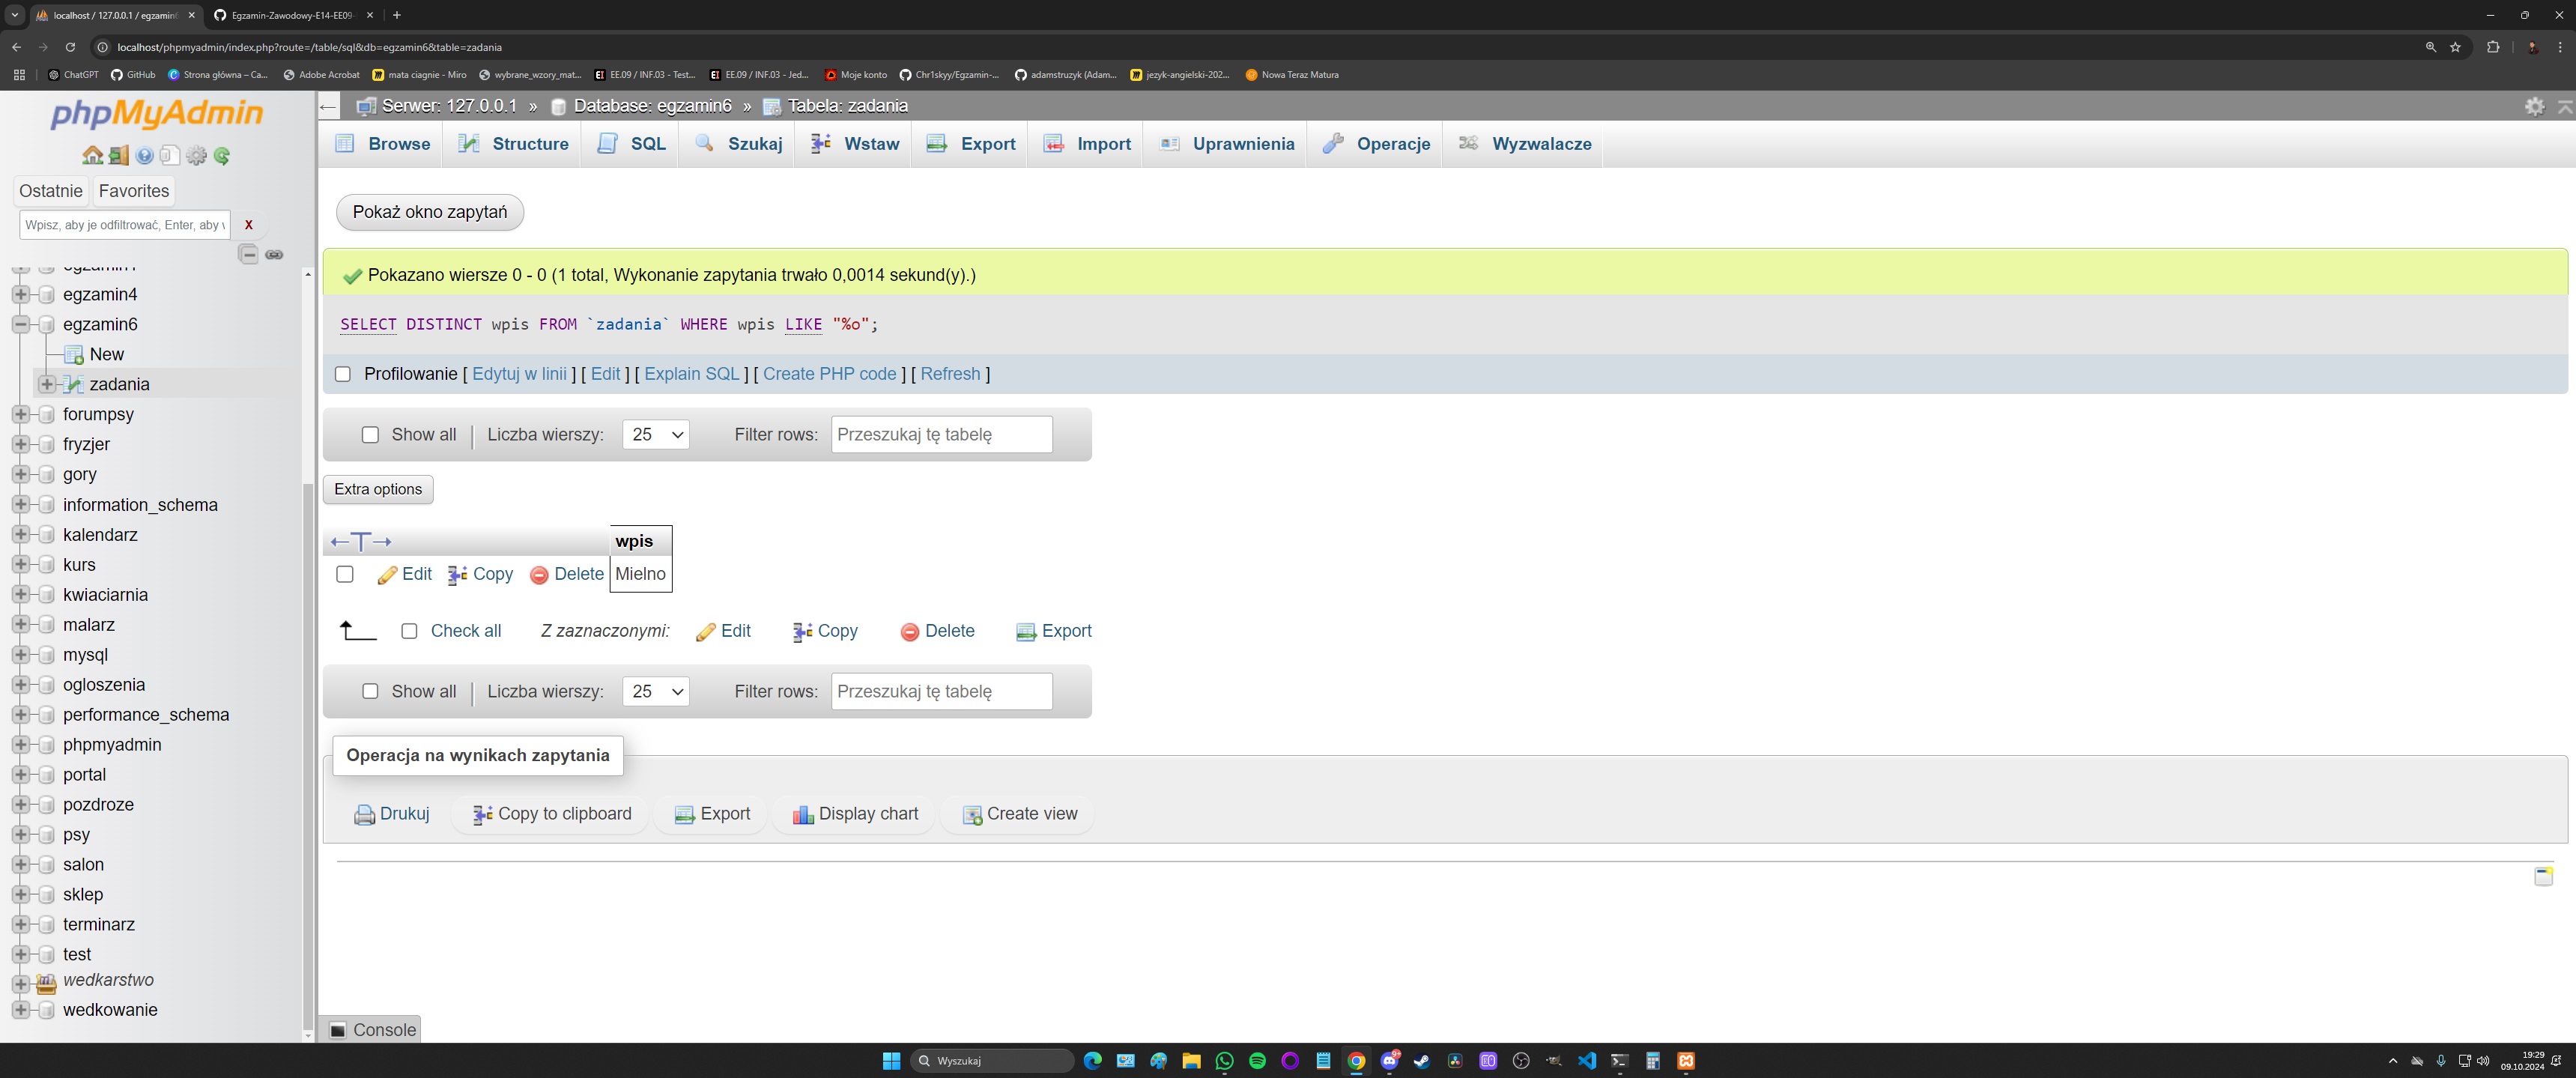 localhost / 127.0.0.1 / egzamin6
Egzamin-Zawodowy-E14-EE09-
localhost/phpmyadmin/index.php?route=/table/sql&db=egzamin6&table=zadania
ChatGPT
GitHub
Strona główna – Ca...
Adobe Acrobat
mata ciagnie - Miro
wybrane_wzory_mat...
EE.09 / INF.03 - Test...
EE.09 / INF.03 - Jed...
Moje konto
Chr1skyy/Egzamin-...
adamstruzyk (Adam...
jezyk-angielski-202...
Nowa Teraz Matura
phpMyAdmin
Ostatnie
Favorites
Wpisz, aby je odfiltrować, Enter, aby
X
egzamin4
egzamin6
New
zadania
forumpsy
fryzjer
gory
information_schema
kalendarz
kurs
kwiaciarnia
malarz
mysql
ogloszenia
performance_schema
phpmyadmin
portal
pozdroze
psy
salon
sklep
terminarz
test
wedkarstwo
wedkowanie
Serwer: 127.0.0.1 » Database: egzamin6 » Tabela: zadania
Browse
Structure
SQL
Szukaj
Wstaw
Export
Import
Uprawnienia
Operacje
Wyzwalacze
Pokaż okno zapytań
Pokazano wiersze 0 - 0 (1 total, Wykonanie zapytania trwało 0,0014 sekund(y).)
SELECT DISTINCT wpis FROM `zadania` WHERE wpis LIKE "%o";
Profilowanie [ Edytuj w linii ] [ Edit ] [ Explain SQL ] [ Create PHP code ] [ Refresh ]
Show all | Liczba wierszy: 25 Filter rows: Przeszukaj tę tabelę
Extra options
←T→ wpis
Edit Copy Delete Mielno
Check all Z zaznaczonymi: Edit Copy Delete Export
Show all | Liczba wierszy: 25 Filter rows: Przeszukaj tę tabelę
Operacja na wynikach zapytania
Drukuj Copy to clipboard Export Display chart Create view
Console
Wyszukaj
19:29
09.10.2024